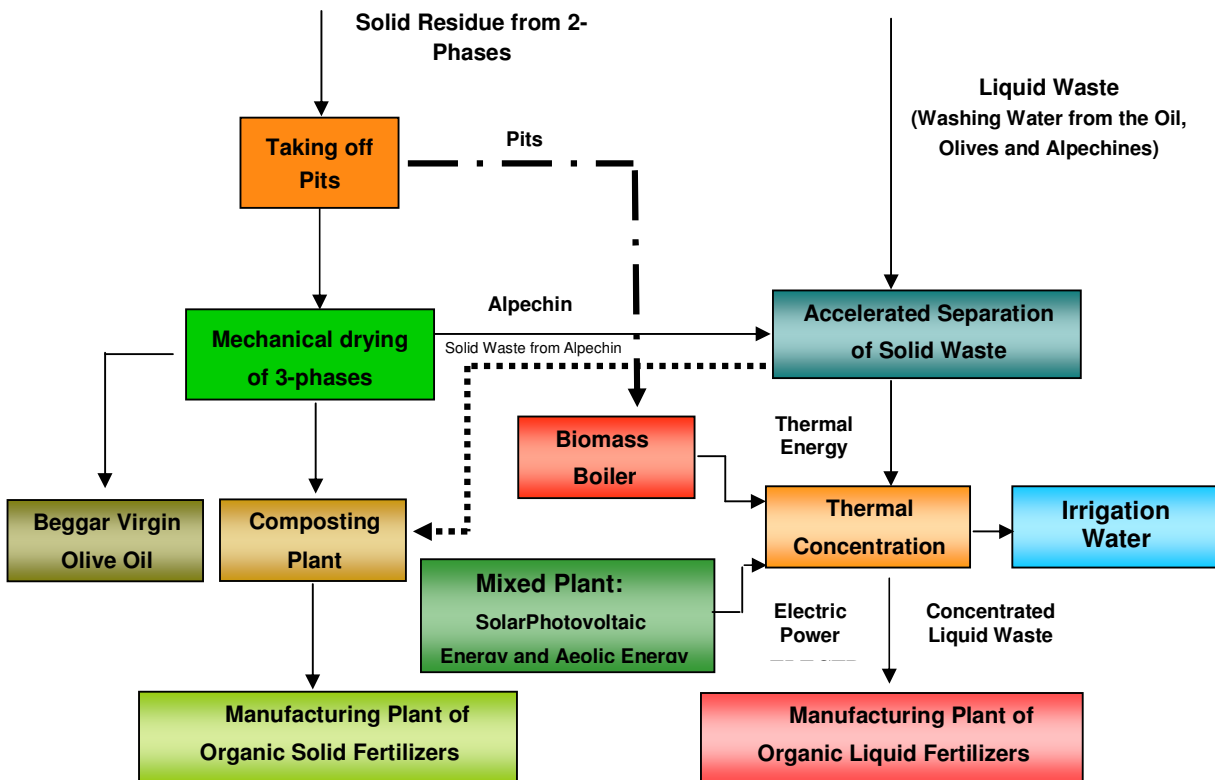 Solid Residue from 2-
Phases
Liquid Waste
(Washing Water from the Oil,
Olives and Alpechines)
Taking off
Pits
Pits
Mechanical drying
of 3-phases
Alpechin
Solid Waste from Alpechin
Accelerated Separation
of Solid Waste
Thermal
Energy
Biomass
Boiler
Beggar Virgin
Olive Oil
Composting
Plant
Thermal
Concentration
Irrigation
Water
Mixed Plant:
SolarPhotovoltaic
Energy and Aeolic Energy
Electric
Power
Concentrated
Liquid Waste
Manufacturing Plant of
Organic Solid Fertilizers
Manufacturing Plant of
Organic Liquid Fertilizers